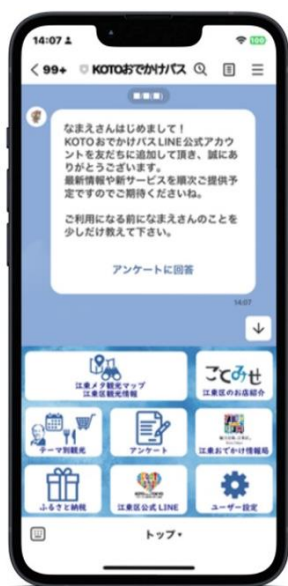 14:07
100
99+
KOTOおでかけパス
なまえさんはじめまして！
KOTOおでかけパスLINE公式アカウ
ントを友だちに追加して頂き、誠にあ
りがとうございます。
最新情報や新サービスを順次ご提供予
定ですのでご期待くださいね。
ご利用になる前になまえさんのことを
少しだけ教えて下さい。
アンケートに回答
14:07
江東メタ観光マップ
江東区観光情報
ことみせ
江東区のお店紹介
テーマ別観光
アンケート
江東おでかけ情報局
ふるさと納税
江東区公式 LINE
ユーザー設定
トップ▾